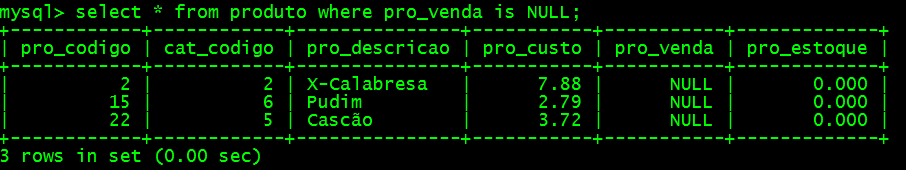 mysql> select * from produto where pro_venda is NULL;
+------------+------------+---------------+-----------+-----------+-------------+
| pro_codigo | cat_codigo | pro_descricao | pro_custo | pro_venda | pro_estoque |
+------------+------------+---------------+-----------+-----------+-------------+
|          2 |          2 | X-Calabresa   |      7.88 |      NULL |       0.000 |
|         15 |          6 | Pudim         |      2.79 |      NULL |       0.000 |
|         22 |          5 | Cascão        |      3.72 |      NULL |       0.000 |
+------------+------------+---------------+-----------+-----------+-------------+
3 rows in set (0.00 sec)